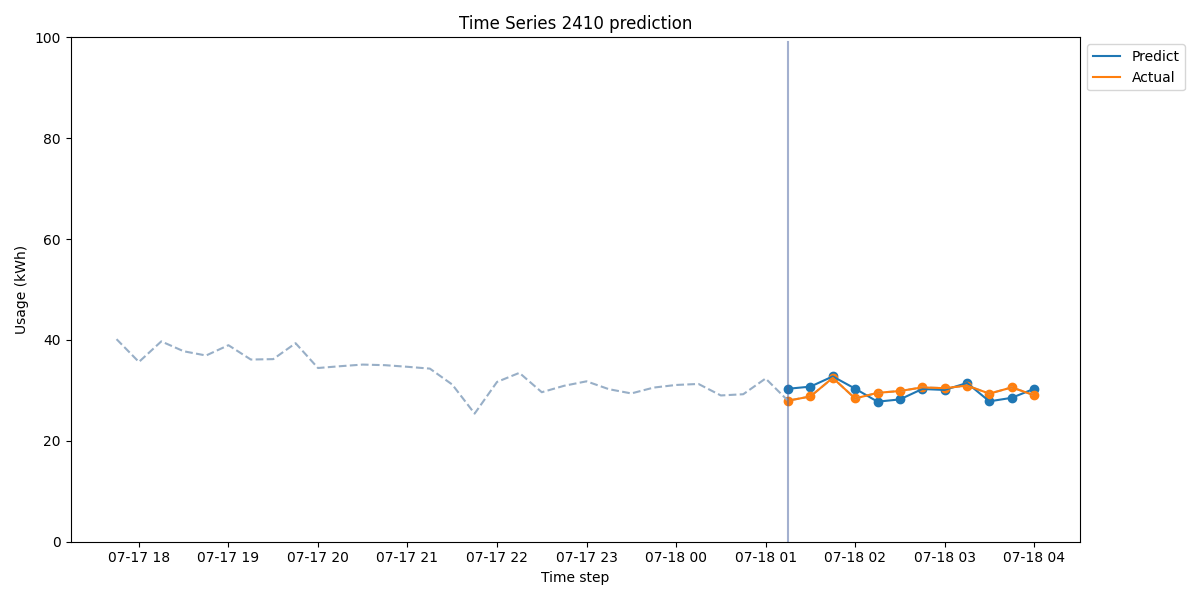 Time Series 2410 prediction
100
80
60
40
20
0
Usage (kWh)
Predict
Actual
07-17 18 07-17 19 07-17 20 07-17 21 07-17 22 07-17 23 07-18 00 07-18 01 07-18 02 07-18 03 07-18 04
Time step